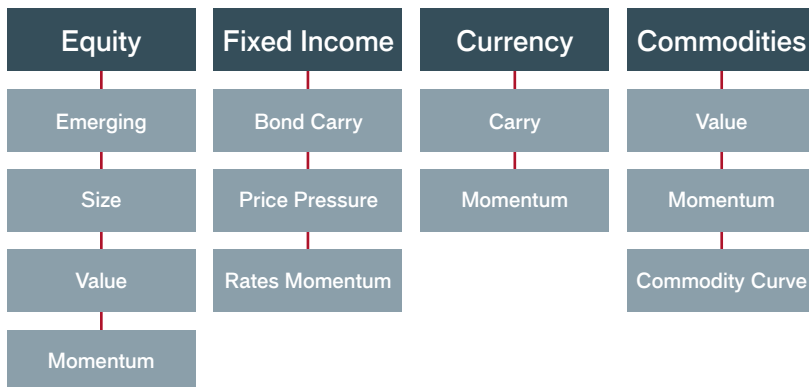 Equity
Emerging
Size
Value
Momentum
Fixed Income
Bond Carry
Price Pressure
Rates Momentum
Currency
Carry
Momentum
Commodities
Value
Momentum
Commodity Curve